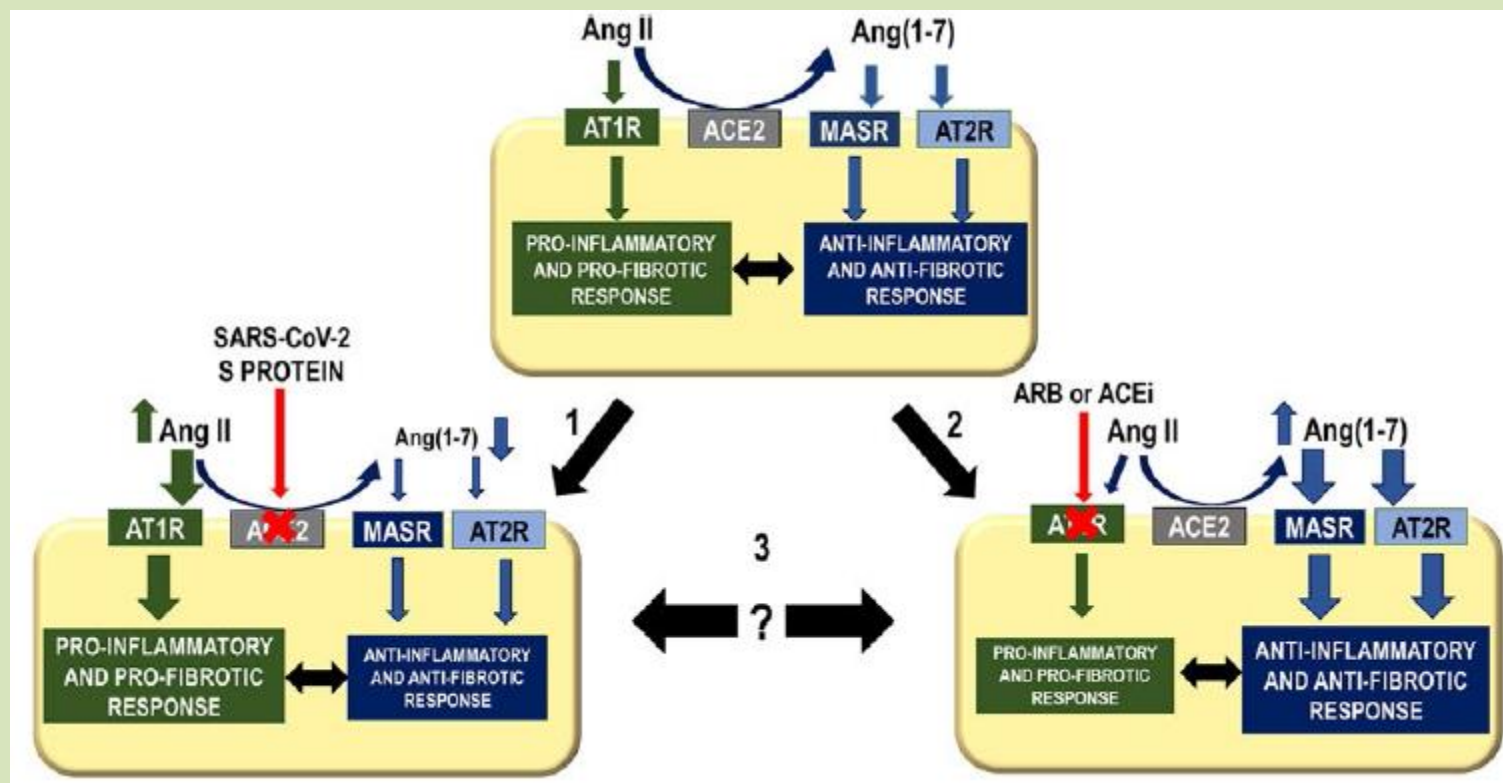 Ang II
Ang(1-7)
AT1R
ACE2
MASR
AT2R
PRO-INFLAMMATORY
AND PRO-FIBROTIC
RESPONSE
ANTI-INFLAMMATORY
AND ANTI-FIBROTIC
RESPONSE
SARS-CoV-2
S PROTEIN
Ang II
Ang(1-7)
AT1R
ACE2
MASR
AT2R
PRO-INFLAMMATORY
AND PRO-FIBROTIC
RESPONSE
ANTI-INFLAMMATORY
AND ANTI-FIBROTIC
RESPONSE
1
2
3
?
ARB or ACEi
Ang II
Ang(1-7)
AT1R
ACE2
MASR
AT2R
PRO-INFLAMMATORY
AND PRO-FIBROTIC
RESPONSE
ANTI-INFLAMMATORY
AND ANTI-FIBROTIC
RESPONSE